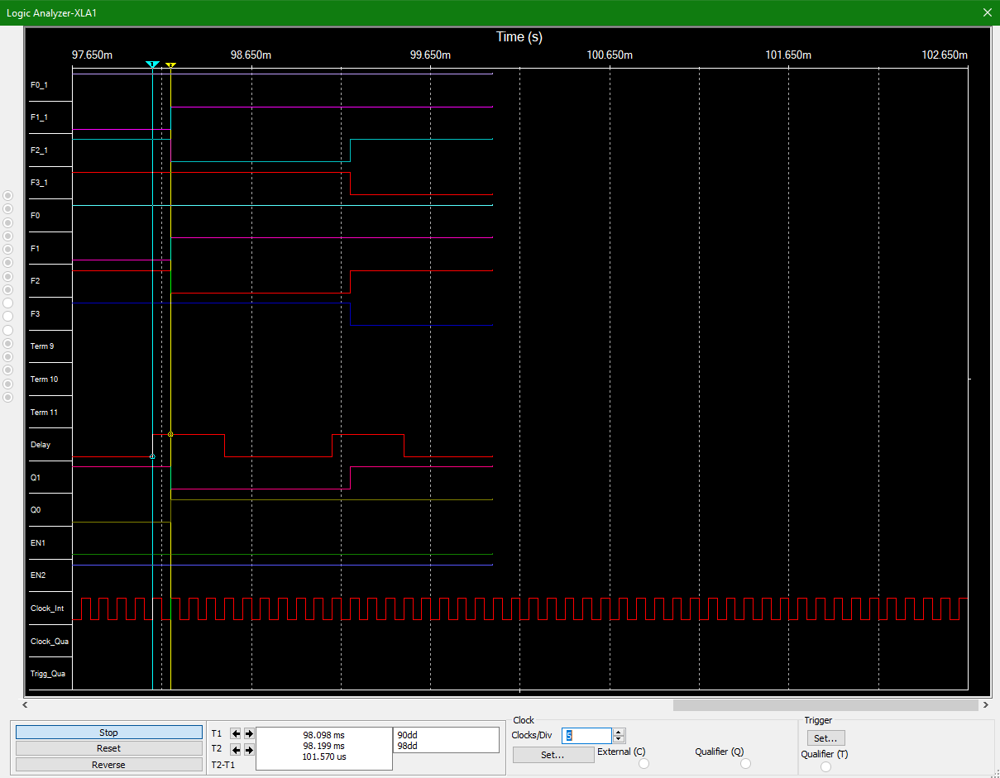 Logic Analyzer-XLA1
Time (s)
97.650m 98.650m 99.650m 100.650m 101.650m 102.650m
1 2
F0_1
F1_1
F2_1
F3_1
F0
F1
F2
F3
Term 9
Term 10
Term 11
Delay
Q1
Q0
EN1
EN2
Clock_Int
Clock_Qua
Trigg_Qua
Stop
Reset
Reverse
T1
T2
T2-T1
98.098 ms
98.199 ms
101.570 us
90dd
98dd
Clock
Clocks/Div 5
Set...
External (C)
Qualifier (Q)
Trigger
Set...
Qualifier (T)